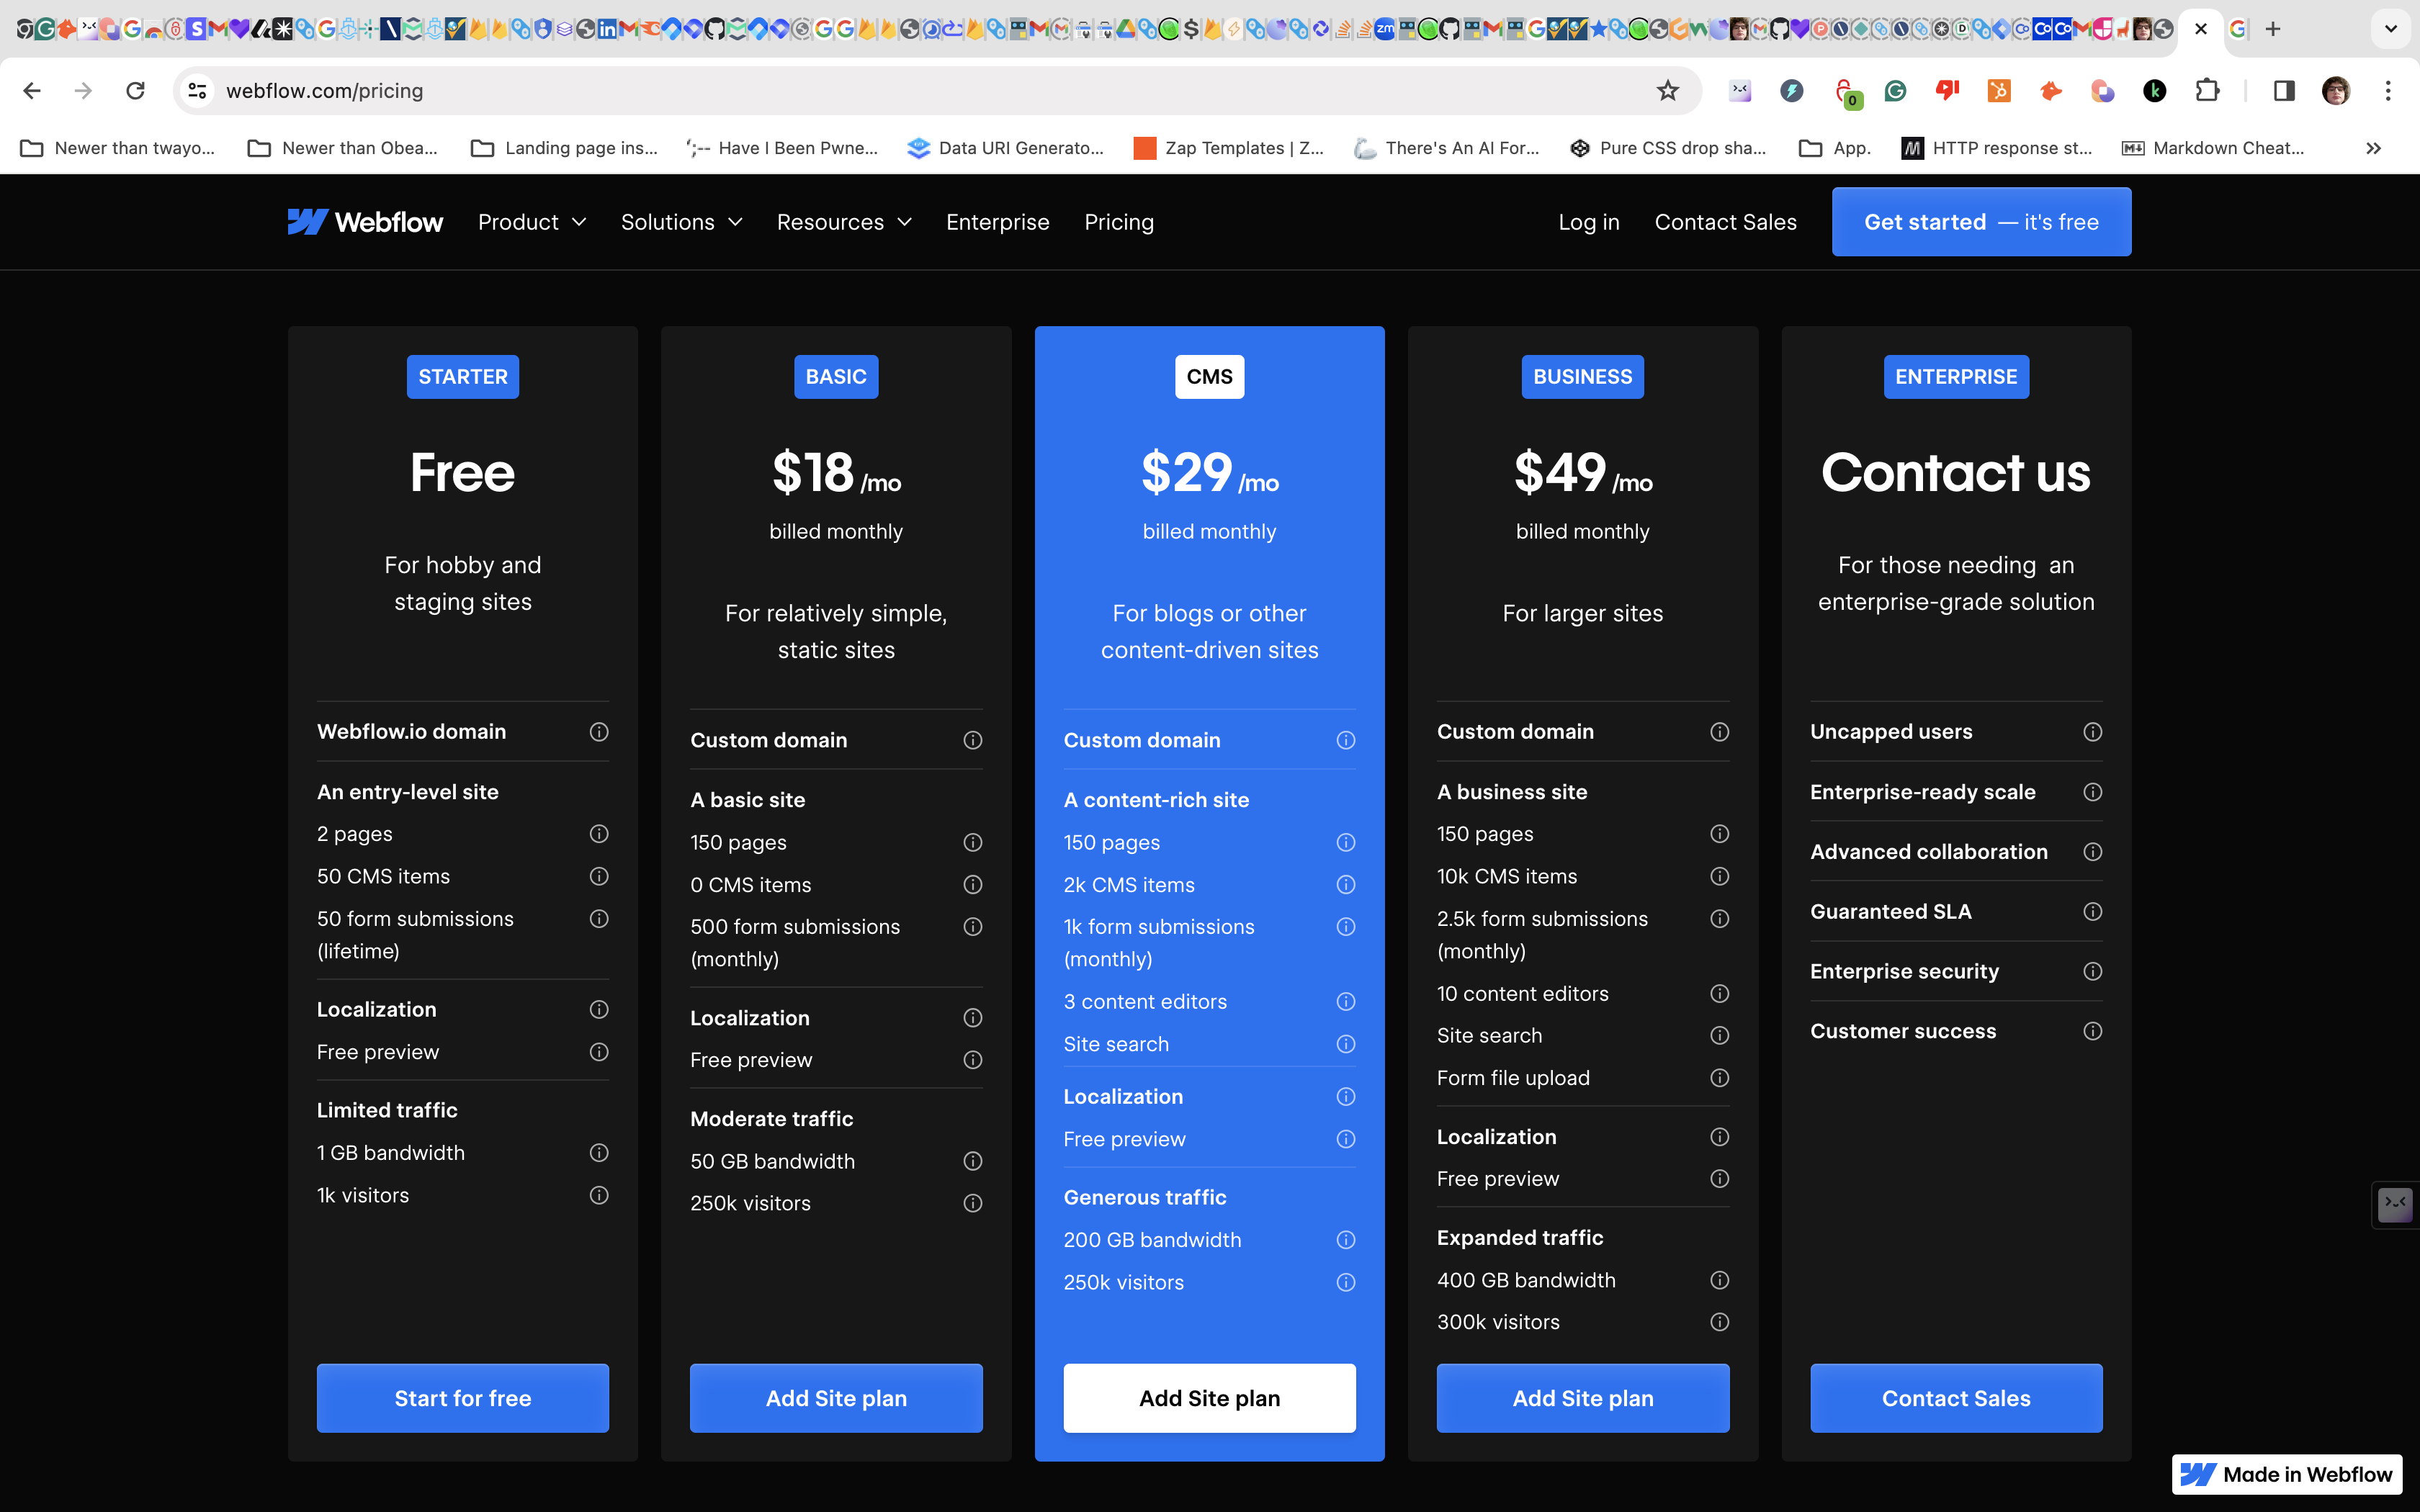 webflow.com/pricing
0
Newer than twayo...
Newer than Obea...
Landing page ins...
Have I Been Pwne...
Data URI Generato...
Zap Templates | Z...
There's An AI For...
Pure CSS drop sha...
App.
HTTP response st...
Markdown Cheat...
Webflow
Product
Solutions
Resources
Enterprise
Pricing
Log in
Contact Sales
Get started — it's free
STARTER
Free
For hobby and
staging sites
Webflow.io domain
An entry-level site
2 pages
50 CMS items
50 form submissions
(lifetime)
Localization
Free preview
Limited traffic
1 GB bandwidth
1k visitors
Start for free
BASIC
$18 /mo
billed monthly
For relatively simple,
static sites
Custom domain
A basic site
150 pages
0 CMS items
500 form submissions
(monthly)
Localization
Free preview
Moderate traffic
50 GB bandwidth
250k visitors
Add Site plan
CMS
$29 /mo
billed monthly
For blogs or other
content-driven sites
Custom domain
A content-rich site
150 pages
2k CMS items
1k form submissions
(monthly)
3 content editors
Site search
Localization
Free preview
Generous traffic
200 GB bandwidth
250k visitors
Add Site plan
BUSINESS
$49 /mo
billed monthly
For larger sites
Custom domain
A business site
150 pages
10k CMS items
2.5k form submissions
(monthly)
10 content editors
Site search
Form file upload
Localization
Free preview
Expanded traffic
400 GB bandwidth
300k visitors
Add Site plan
ENTERPRISE
Contact us
For those needing an
enterprise-grade solution
Uncapped users
Enterprise-ready scale
Advanced collaboration
Guaranteed SLA
Enterprise security
Customer success
Contact Sales
Made in Webflow